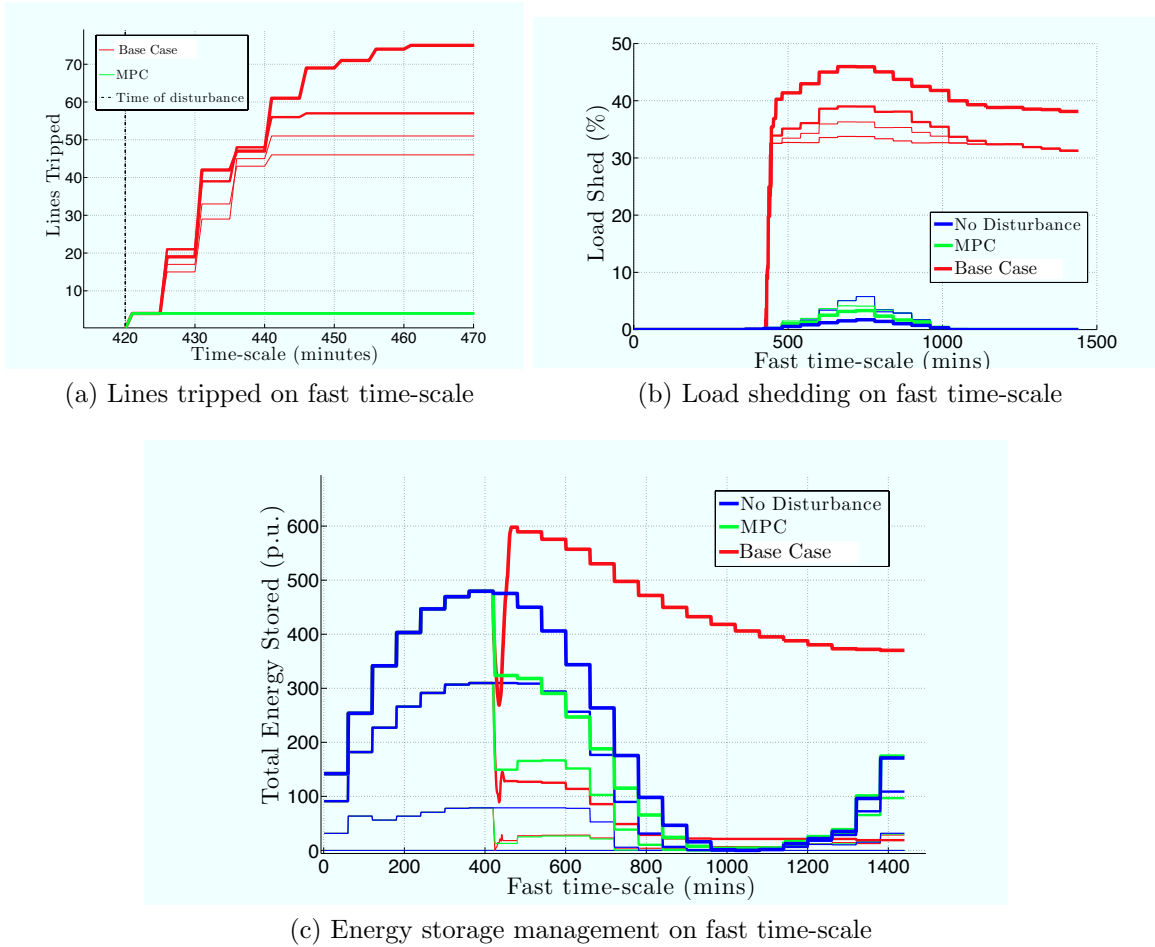 Lines Tripped
70
60
50
40
30
20
10
420
430
440
450
460
470
Time-scale (minutes)
Base Case
MPC
Time of disturbance
(a) Lines tripped on fast time-scale
Load Shed (%)
50
40
30
20
10
0
0
500
1000
1500
Fast time-scale (mins)
No Disturbance
MPC
Base Case
(b) Load shedding on fast time-scale
Total Energy Stored (p.u.)
600
500
400
300
200
100
0
0
200
400
600
800
1000
1200
1400
Fast time-scale (mins)
No Disturbance
MPC
Base Case
(c) Energy storage management on fast time-scale